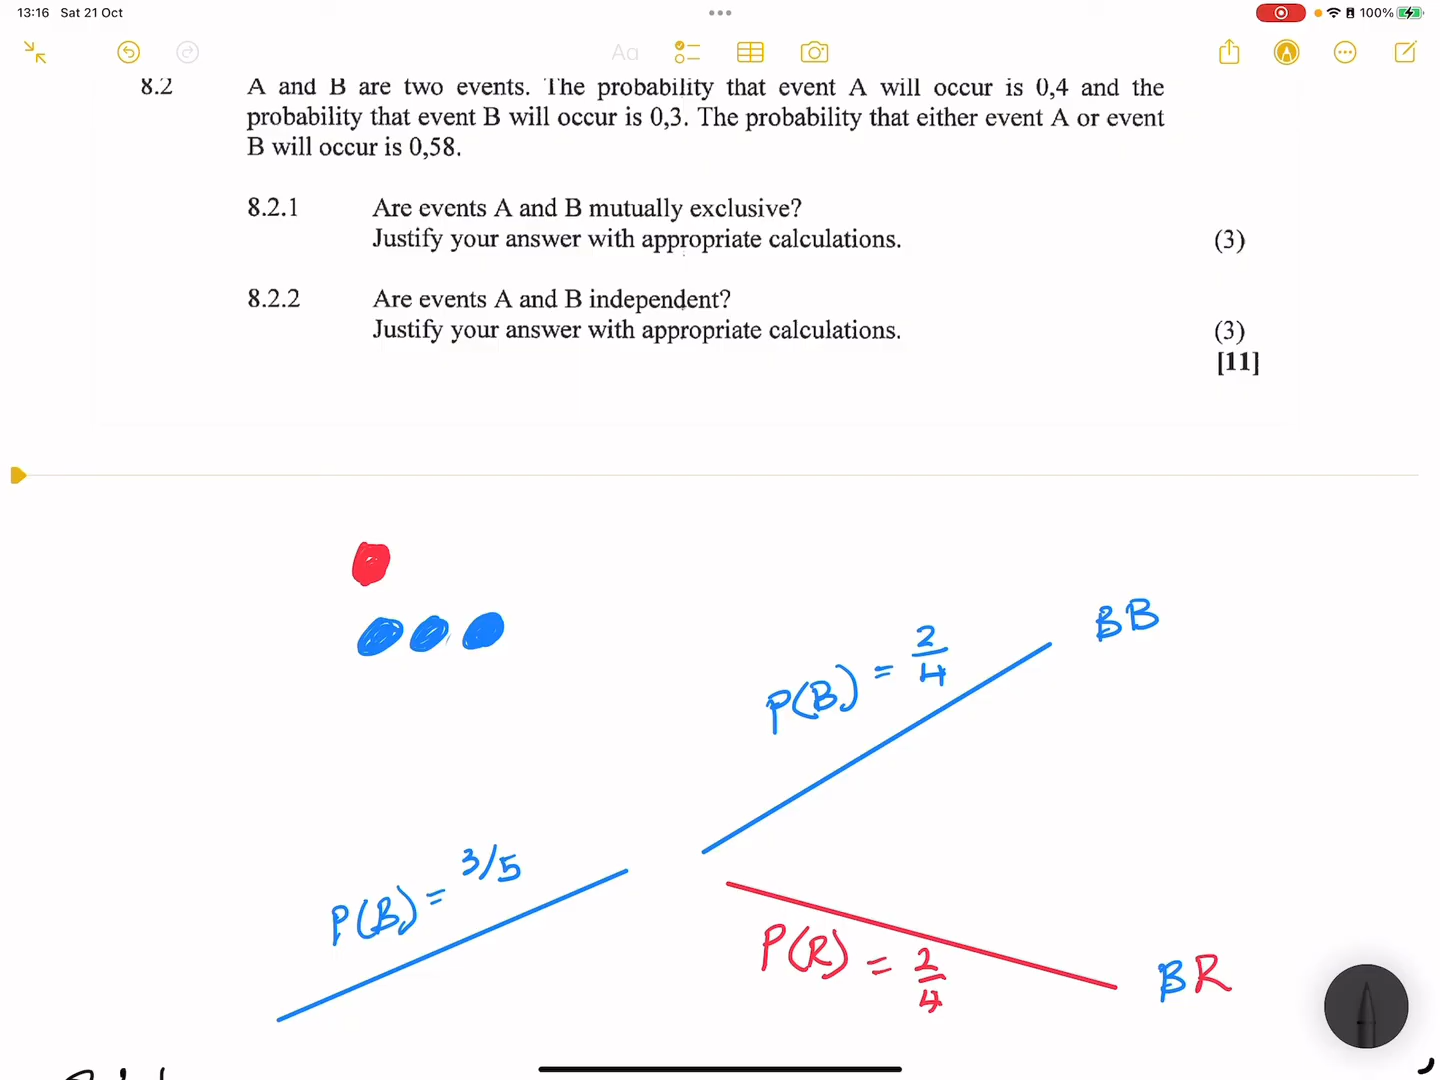 13:16 Sat 21 Oct
100%
Aa
8.2 A and B are two events. The probability that event A will occur is 0,4 and the
probability that event B will occur is 0,3. The probability that either event A or event
B will occur is 0,58.
8.2.1 Are events A and B mutually exclusive?
Justify your answer with appropriate calculations. (3)
8.2.2 Are events A and B independent?
Justify your answer with appropriate calculations. (3)
[11]
BB
P(B) = 2/4
P(B) = 3/5
P(R) = 2/4
BR